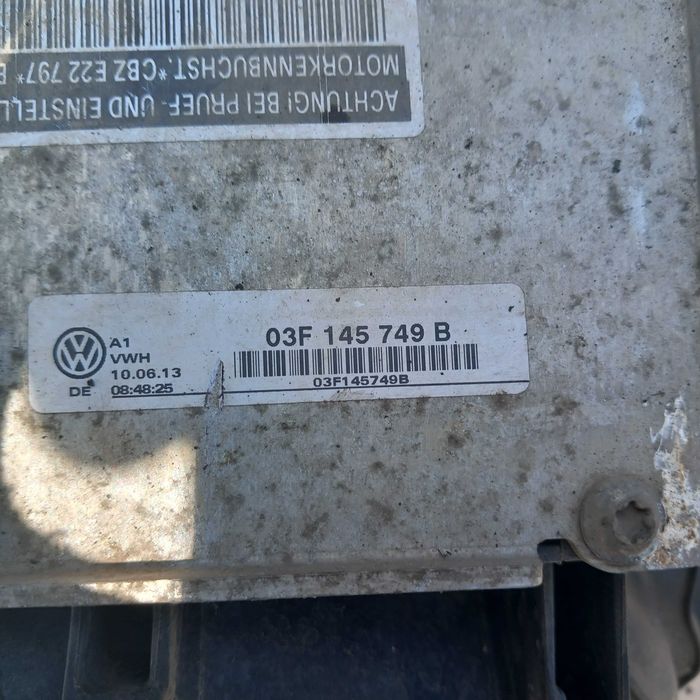 ACHTUNG! BEI PRUEF- UND EINSTELL
MOTORKENNBUCHST.*CBZ E22 797*
VW
A1
VWH
10.06.13
DE 08:48:25
03F 145 749 B
03F145749B